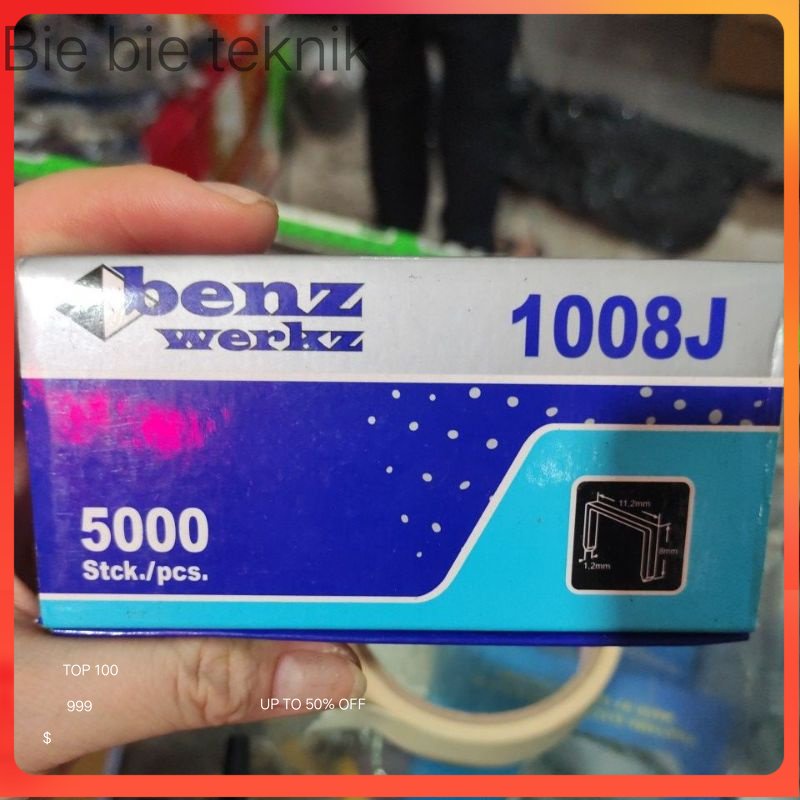 Bie bie teknik
benz
werkz
1008J
5000
Stck./pcs.
11,2mm
8mm
1,2mm
TOP 100
999
UP TO 50% OFF
$